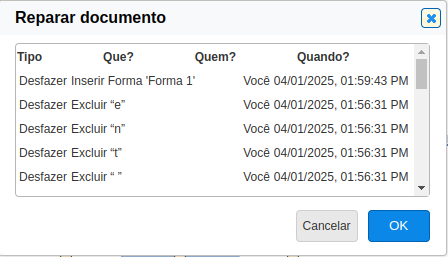 Reparar documento
Tipo Que? Quem? Quando?
Desfazer Inserir Forma 'Forma 1' Você 04/01/2025, 01:59:43 PM
Desfazer Excluir “e” Você 04/01/2025, 01:56:31 PM
Desfazer Excluir “n” Você 04/01/2025, 01:56:31 PM
Desfazer Excluir “t” Você 04/01/2025, 01:56:31 PM
Desfazer Excluir “ ” Você 04/01/2025, 01:56:31 PM
Cancelar OK